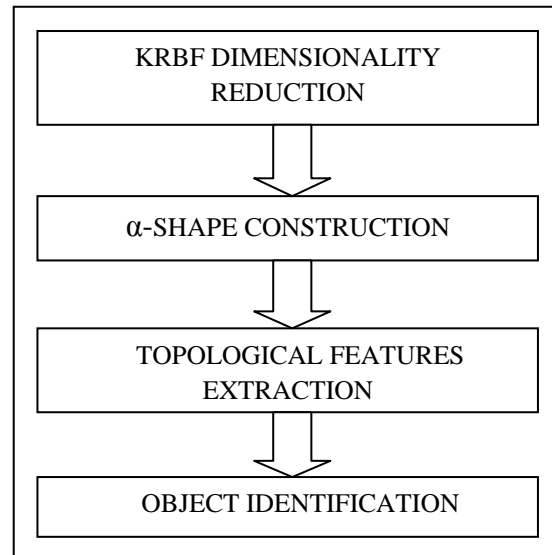 KRBF DIMENSIONALITY
REDUCTION
α-SHAPE CONSTRUCTION
TOPOLOGICAL FEATURES
EXTRACTION
OBJECT IDENTIFICATION